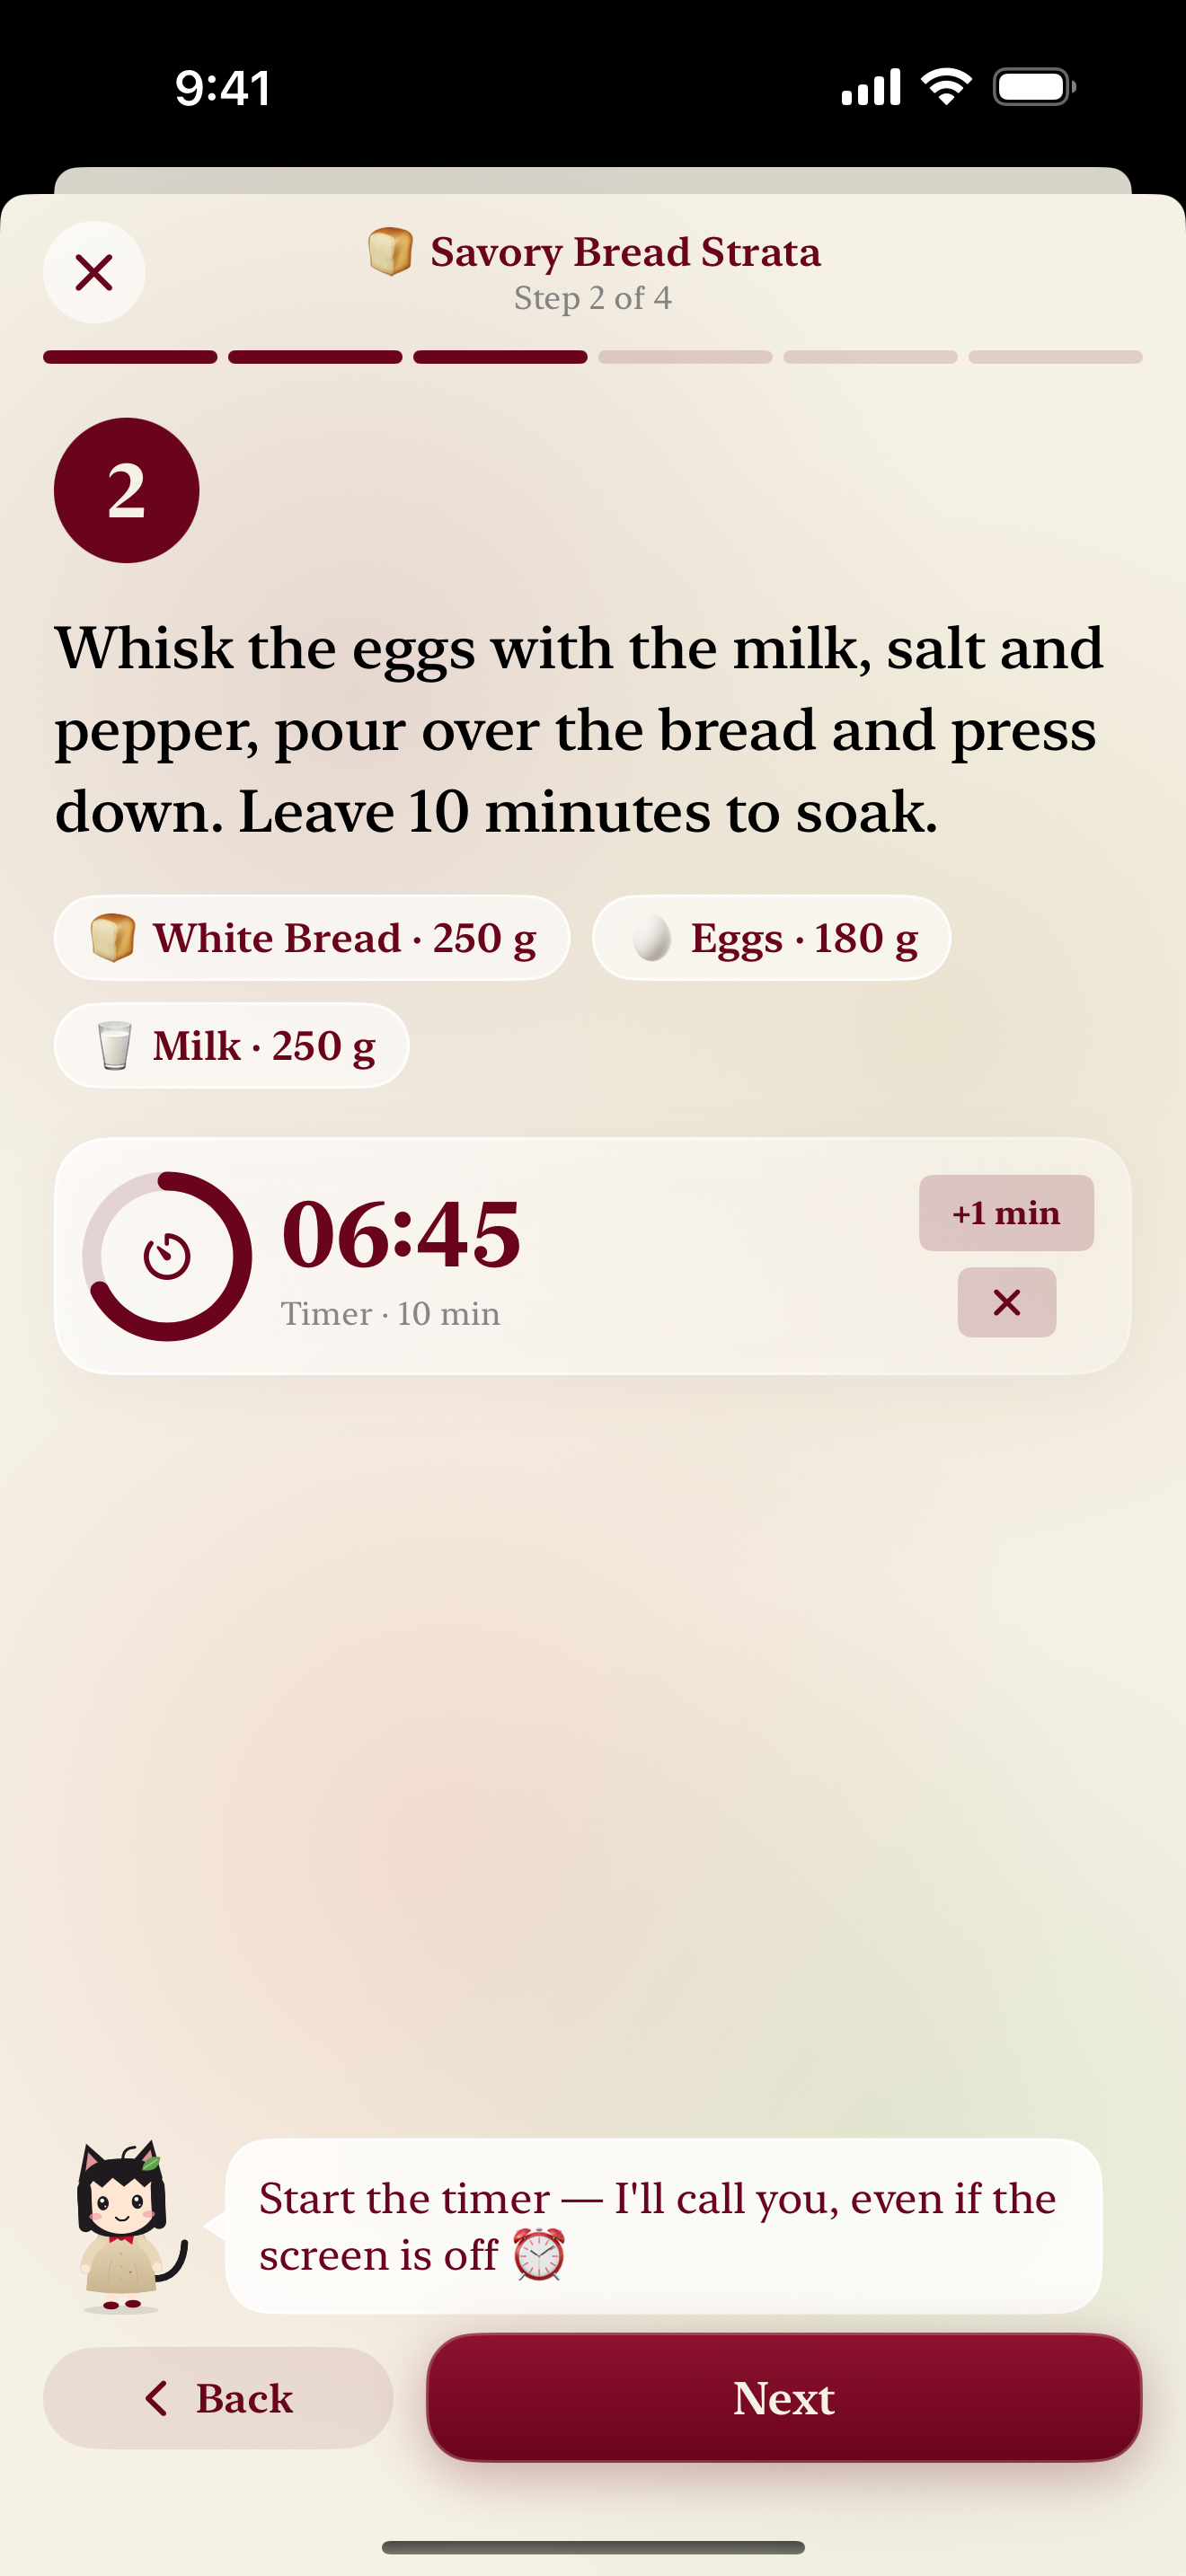 9:41
Savory Bread Strata
Step 2 of 4
2
Whisk the eggs with the milk, salt and
pepper, pour over the bread and press
down. Leave 10 minutes to soak.
White Bread · 250 g
Eggs · 180 g
Milk · 250 g
06:45
Timer · 10 min
+1 min
Start the timer — I'll call you, even if the
screen is off ⏰
Back
Next